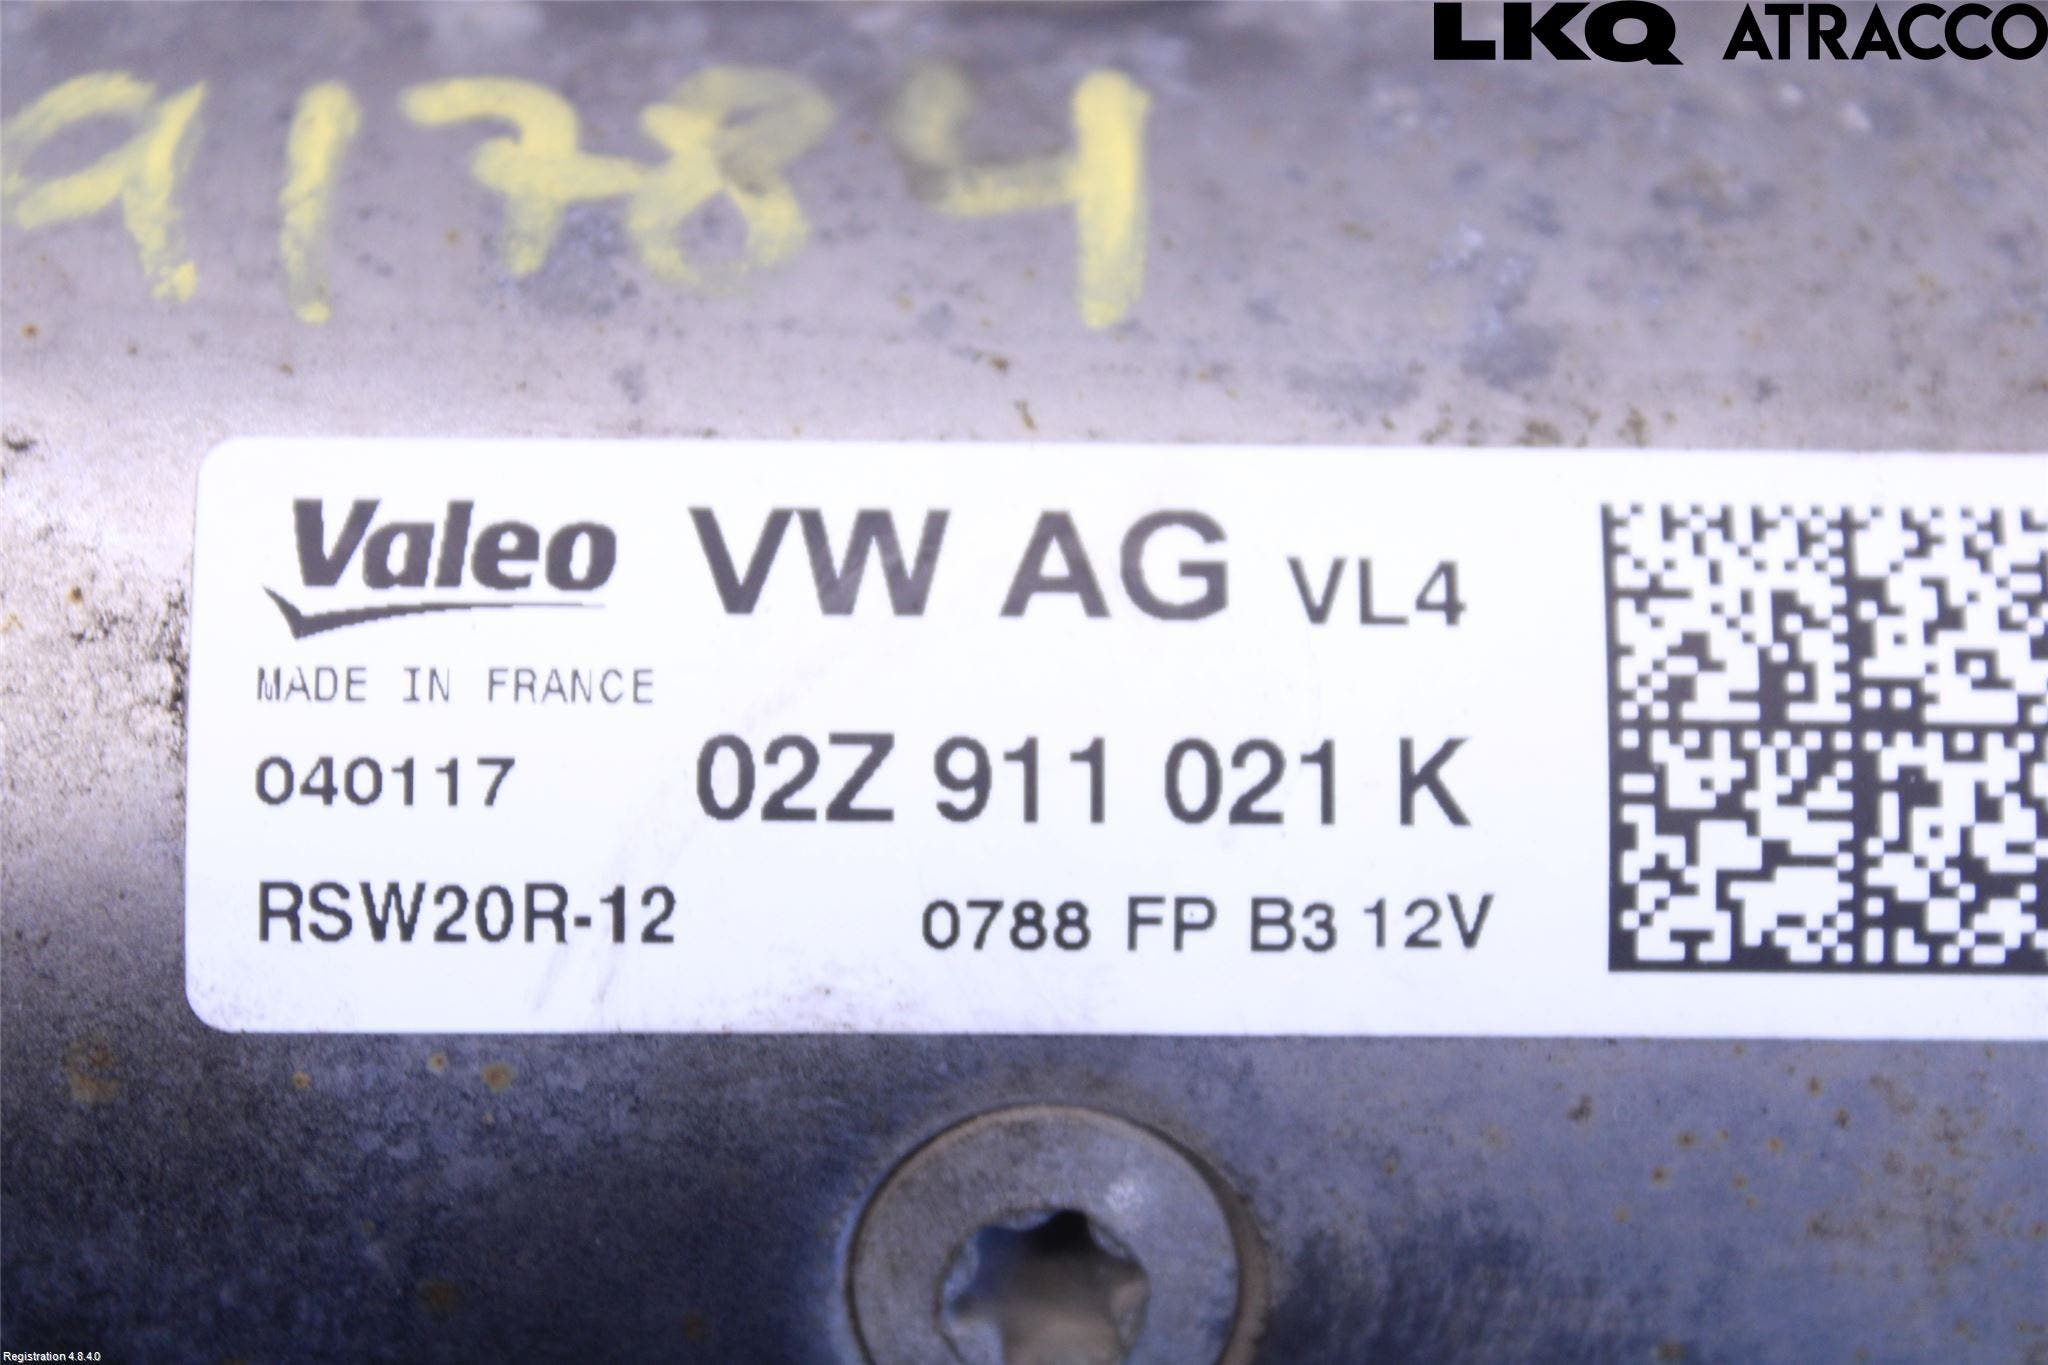 LKQ ATRACCO
91784
Valeo VW AG VL4
MADE IN FRANCE
040117 02Z 911 021 K
RSW20R-12 0788 FP B3 12V
Registration 4.8.4.0